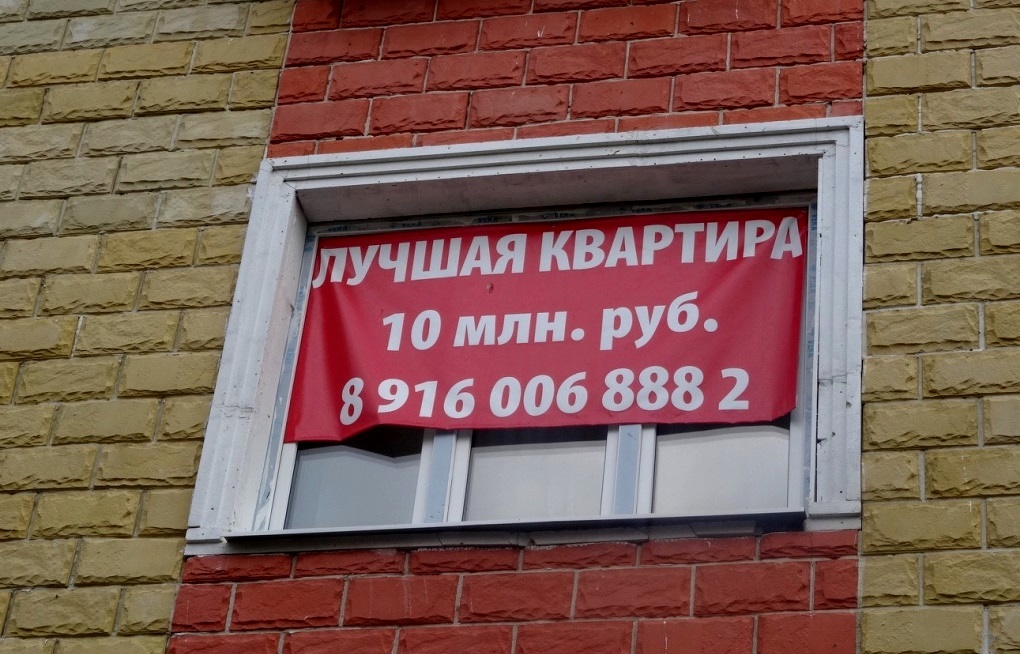 ЛУЧШАЯ КВАРТИРА
10 млн. руб.
8 916 006 888 2